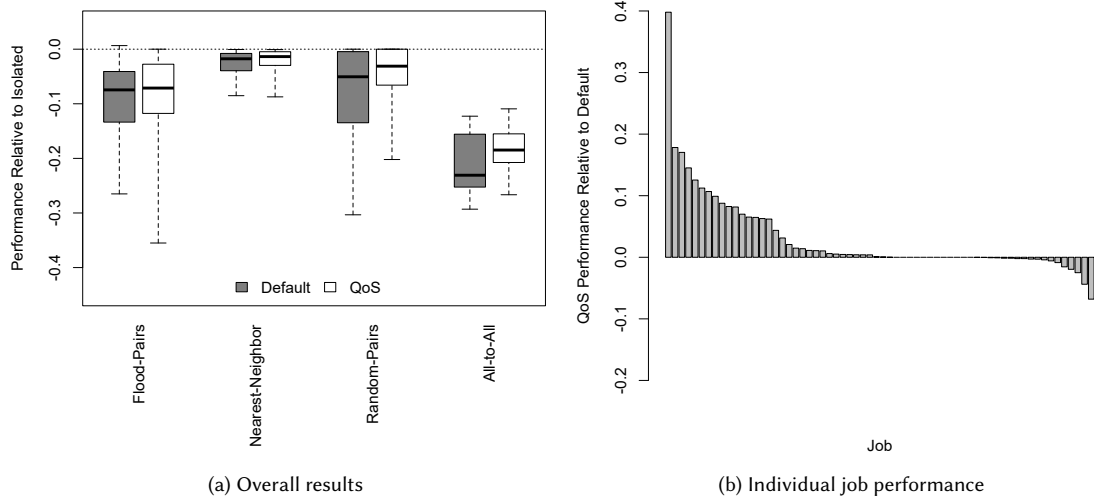 Performance Relative to Isolated
0.0
-0.1
-0.2
-0.3
-0.4
Default
QoS
Flood-Pairs
Nearest-Neighbor
Random-Pairs
All-to-All
(a) Overall results
QoS Performance Relative to Default
0.4
0.3
0.2
0.1
0.0
-0.1
-0.2
Job
(b) Individual job performance